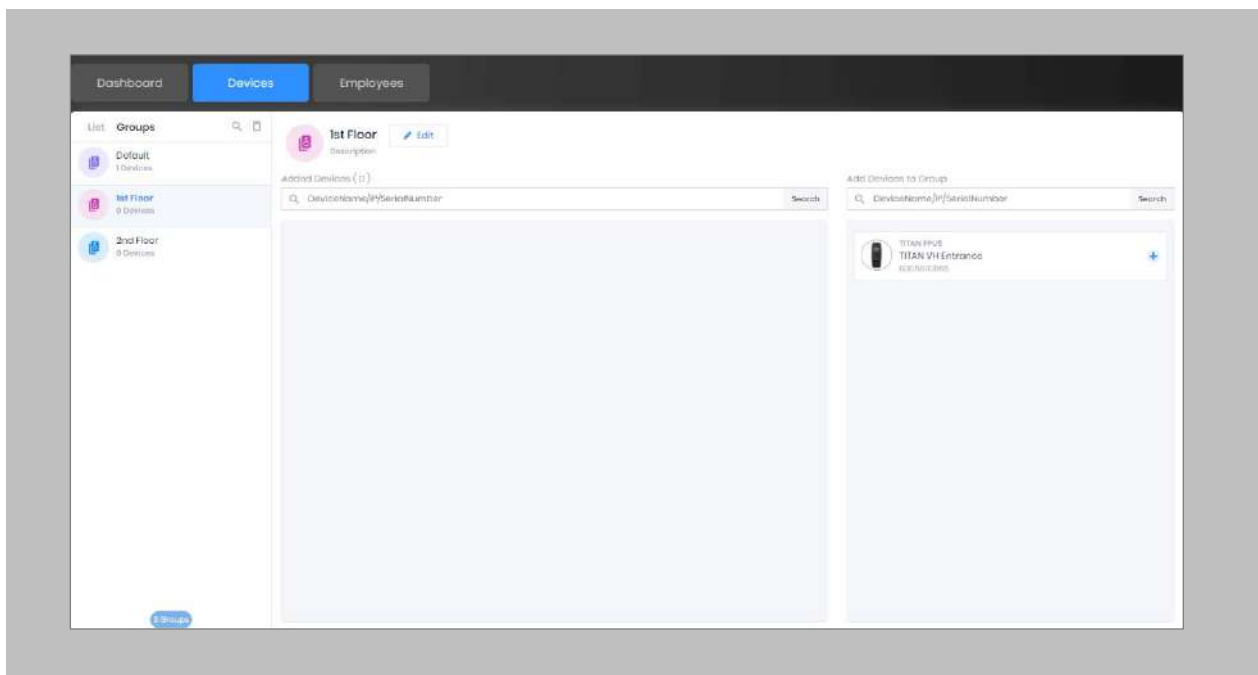 Dashboard
Devices
Employees
List Groups
Default
1 Devices
1st Floor
0 Devices
2nd Floor
0 Devices
3 Groups
1st Floor
Edit
Description
Added Devices ( 0 )
DeviceName/IP/SerialNumber
Search
Add Devices to Group
DeviceName/IP/SerialNumber
Search
TITAN
TITAN VH Entrance